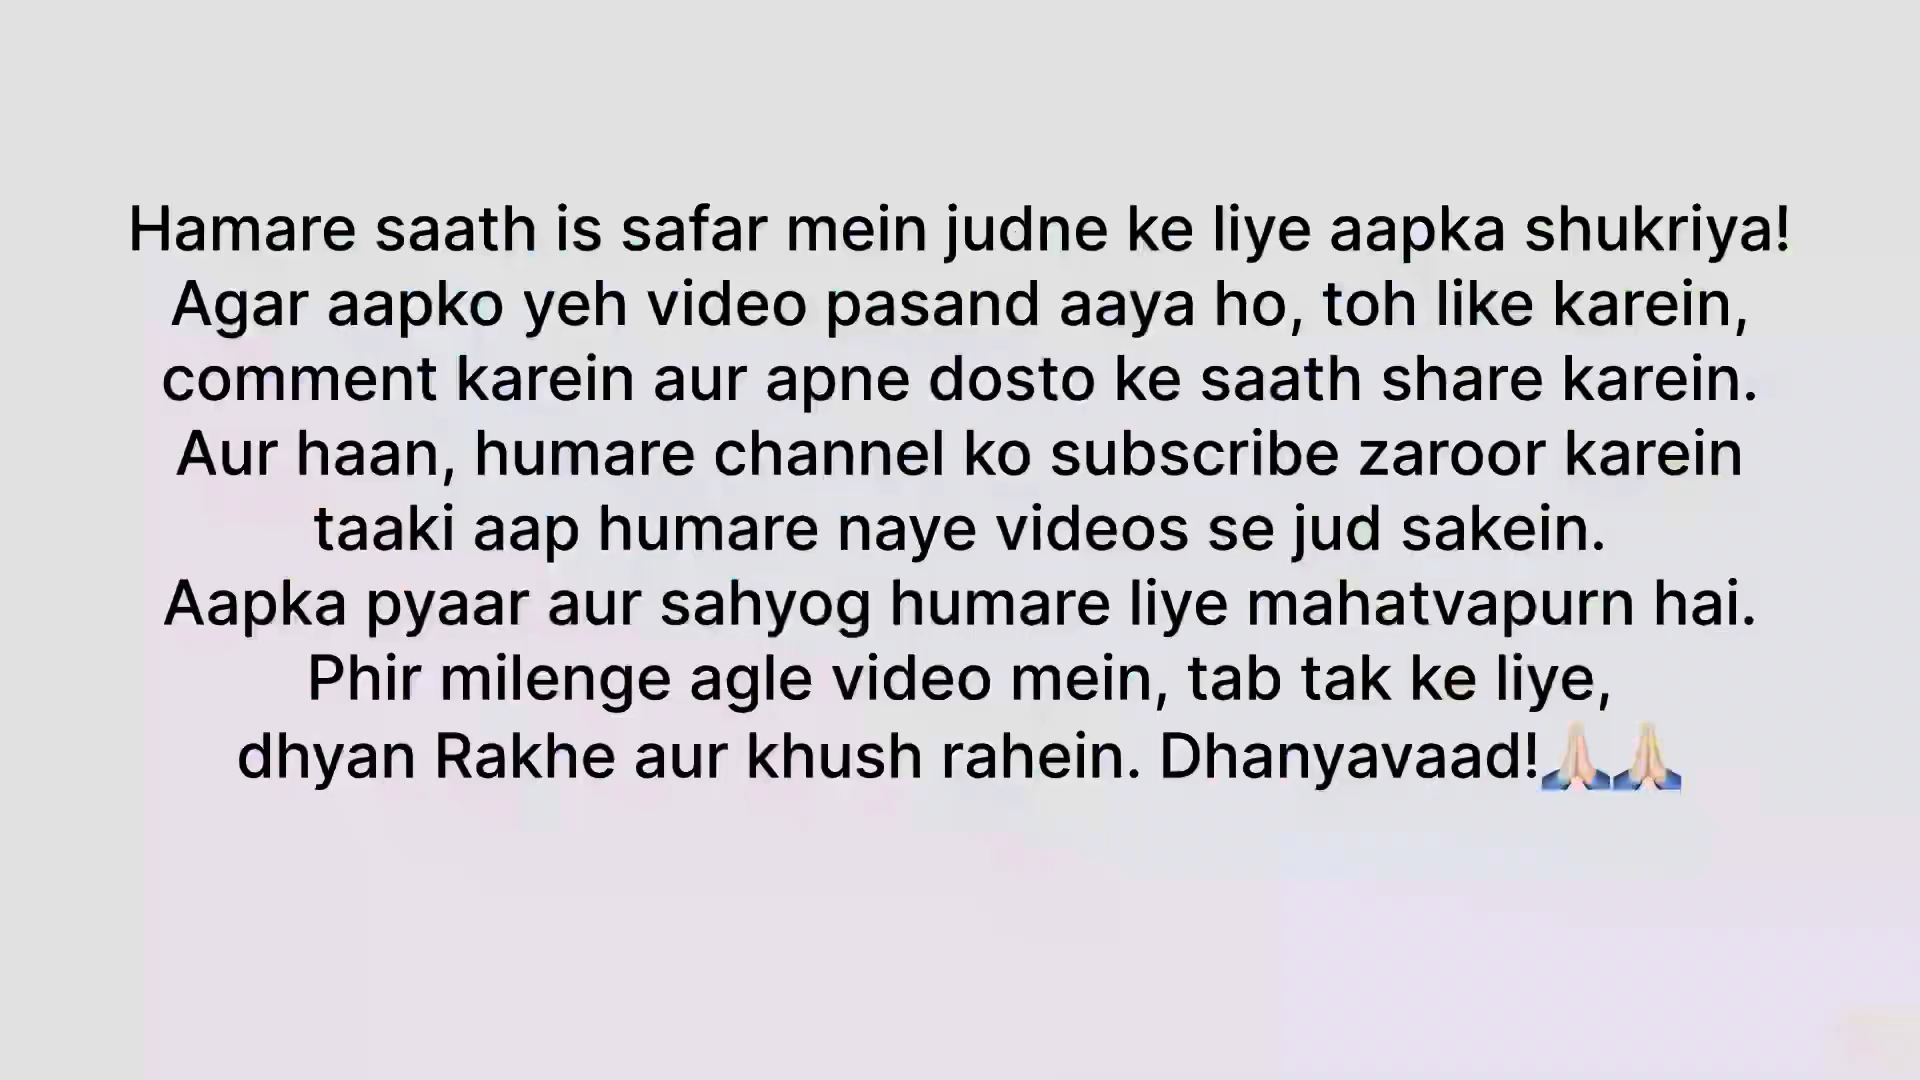 Hamare saath is safar mein judne ke liye aapka shukriya!
Agar aapko yeh video pasand aaya ho, toh like karein,
comment karein aur apne dosto ke saath share karein.
Aur haan, humare channel ko subscribe zaroor karein
taaki aap humare naye videos se jud sakein.
Aapka pyaar aur sahyog humare liye mahatvapurn hai.
Phir milenge agle video mein, tab tak ke liye,
dhyan Rakhe aur khush rahein. Dhanyavaad!🙏🏼🙏🏼